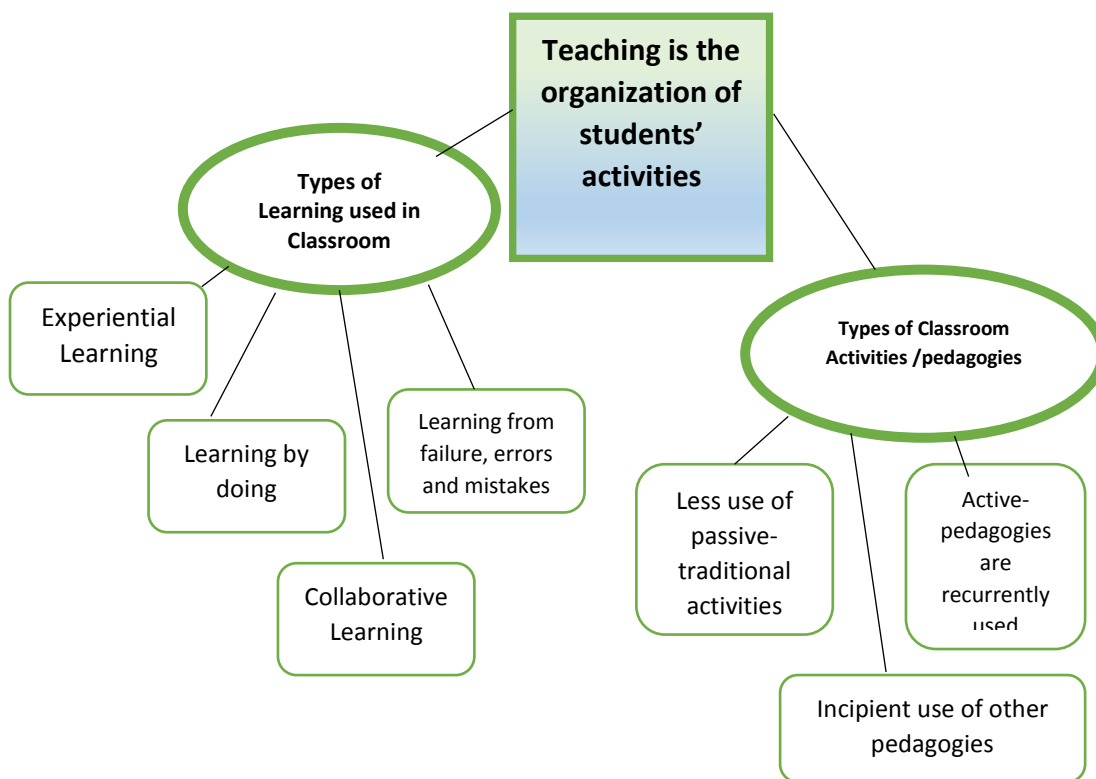 Teaching is the
organization of
students’
activities
Types of
Learning used in
Classroom
Experiential
Learning
Learning by
doing
Collaborative
Learning
Learning from
failure, errors
and mistakes
Types of Classroom
Activities /pedagogies
Less use of
passive-
traditional
activities
Incipient use of other
pedagogies
Active-
pedagogies
are
recurrently
used